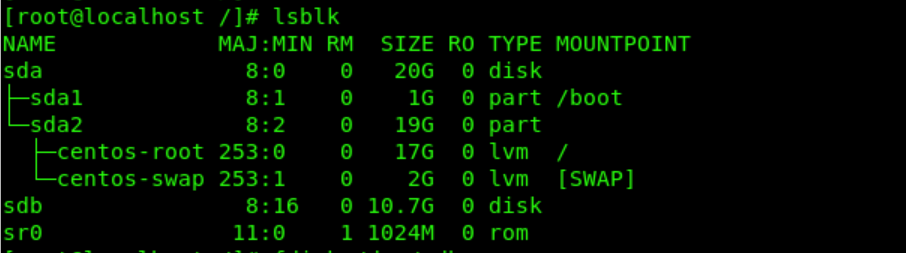 [root@localhost /]# lsblk
NAME            MAJ:MIN RM  SIZE RO TYPE MOUNTPOINT
sda               8:0    0   20G  0 disk
├─sda1            8:1    0    1G  0 part /boot
└─sda2            8:2    0   19G  0 part
  ├─centos-root 253:0    0   17G  0 lvm  /
  └─centos-swap 253:1    0    2G  0 lvm  [SWAP]
sdb               8:16   0 10.7G  0 disk
sr0              11:0    1 1024M  0 rom